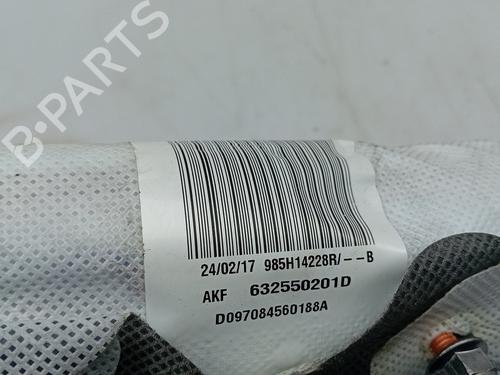 B-PARTS
24/02/17 985H14228R/--B
AKF 632550201D
D097084560188A